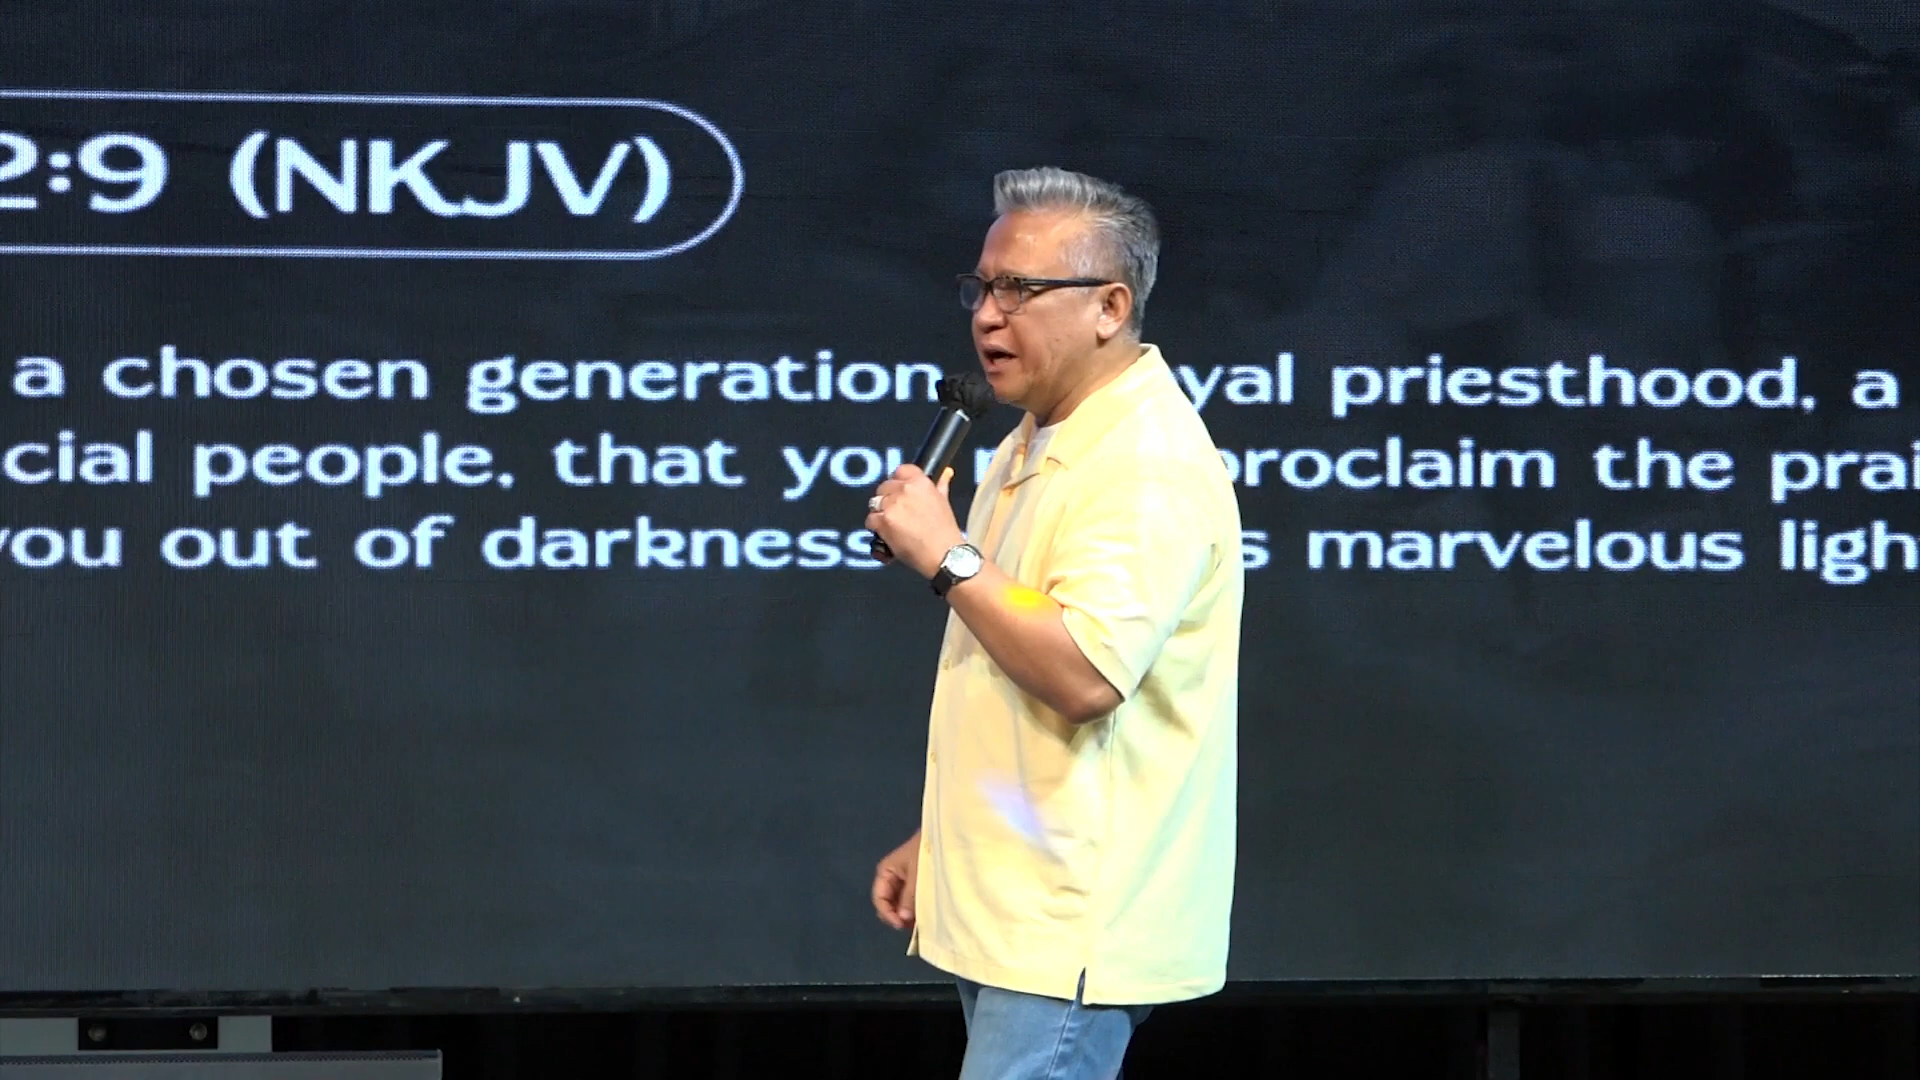 2:9 (NKJV)
a chosen generation, yal priesthood, a
cial people, that you proclaim the prai
you out of darkness s marvelous ligh